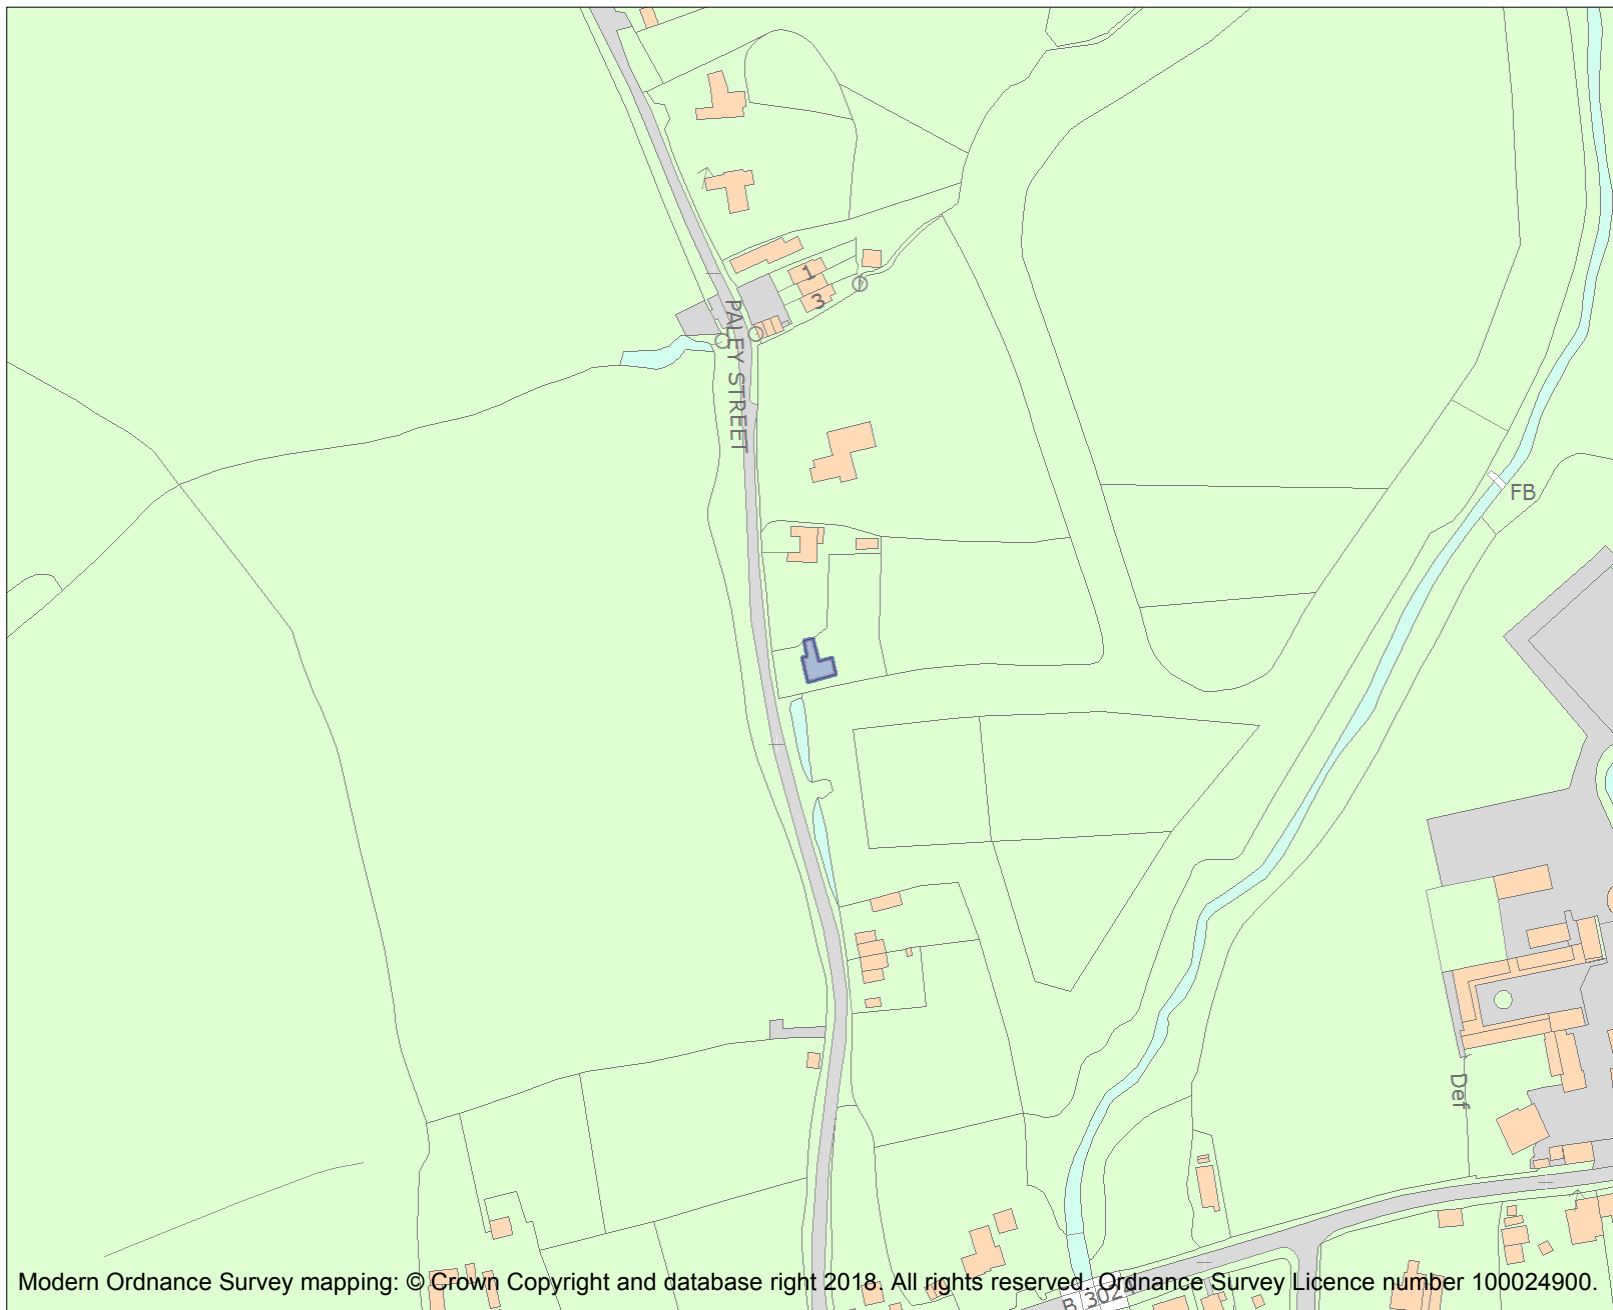 1
3
PALEY STREET
FB
Def
B 3024
Modern Ordnance Survey mapping: © Crown Copyright and database right 2018. All rights reserved. Ordnance Survey Licence number 100024900.